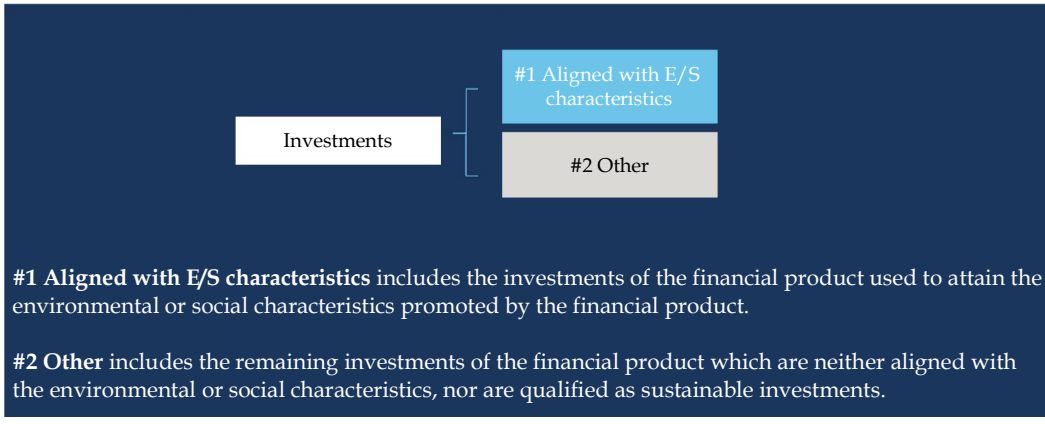 #1 Aligned with E/S
characteristics
Investments
#2 Other
#1 Aligned with E/S characteristics includes the investments of the financial product used to attain the
environmental or social characteristics promoted by the financial product.
#2 Other includes the remaining investments of the financial product which are neither aligned with
the environmental or social characteristics, nor are qualified as sustainable investments.